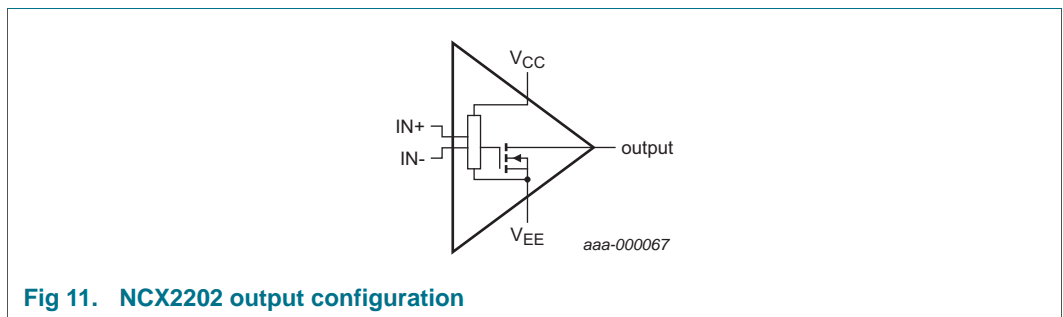 VCC
IN+
IN-
output
VEE
aaa-000067
Fig 11. NCX2202 output configuration